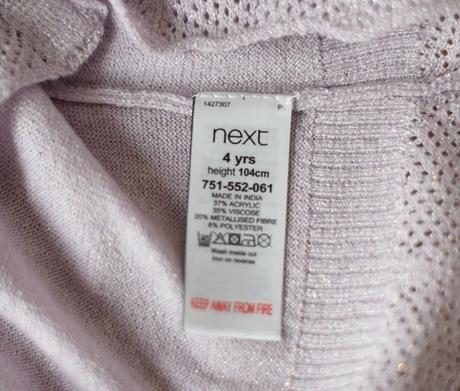 1427307 P
next
4 yrs
height 104cm
751-552-061
MADE IN INDIA
37% ACRYLIC
35% VISCOSE
20% METALLISED FIBRE
8% POLYESTER
Wash inside out
Iron on reverse
KEEP AWAY FROM FIRE